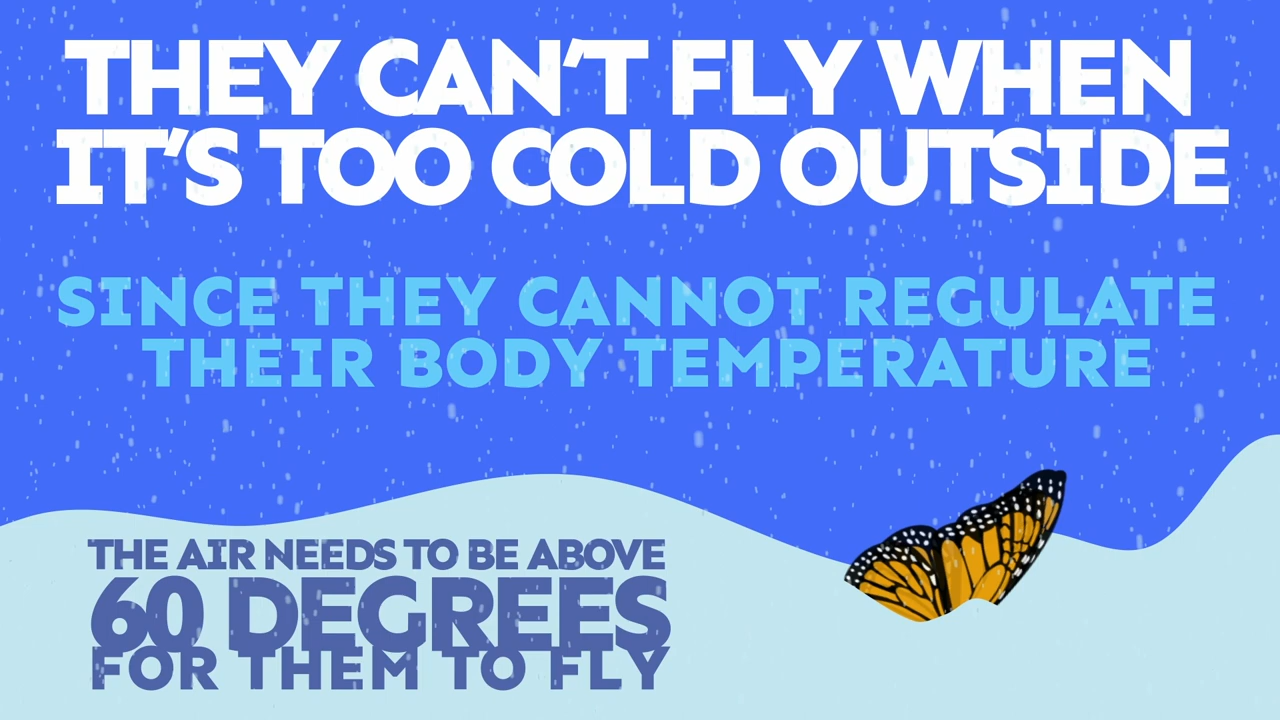 THEY CAN'T FLY WHEN
IT'S TOO COLD OUTSIDE
SINCE THEY CANNOT REGULATE
THEIR BODY TEMPERATURE
THE AIR NEEDS TO BE ABOVE
60 DEGREES
FOR THEM TO FLY